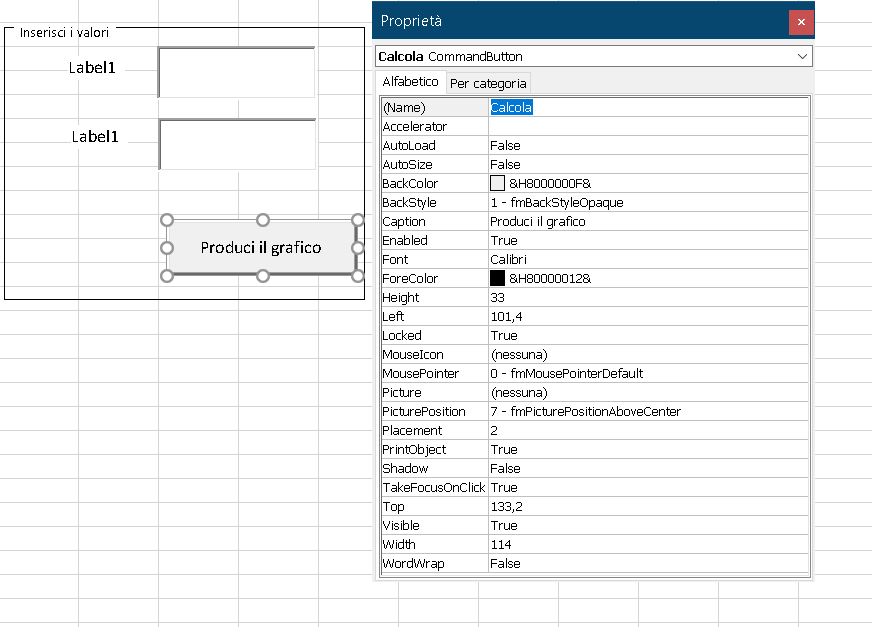 Inserisci i valori
Label1
Label1
Produci il grafico
Proprietà
Calcola CommandButton
Alfabetico Per categoria
(Name) Calcola
Accelerator
AutoLoad False
AutoSize False
BackColor &H8000000F&
BackStyle 1 - fmBackStyleOpaque
Caption Produci il grafico
Enabled True
Font Calibri
ForeColor &H80000012&
Height 33
Left 101,4
Locked True
MouseIcon (nessuna)
MousePointer 0 - fmMousePointerDefault
Picture (nessuna)
PicturePosition 7 - fmPicturePositionAboveCenter
Placement 2
PrintObject True
Shadow False
TakeFocusOnClick True
Top 133,2
Visible True
Width 114
WordWrap False